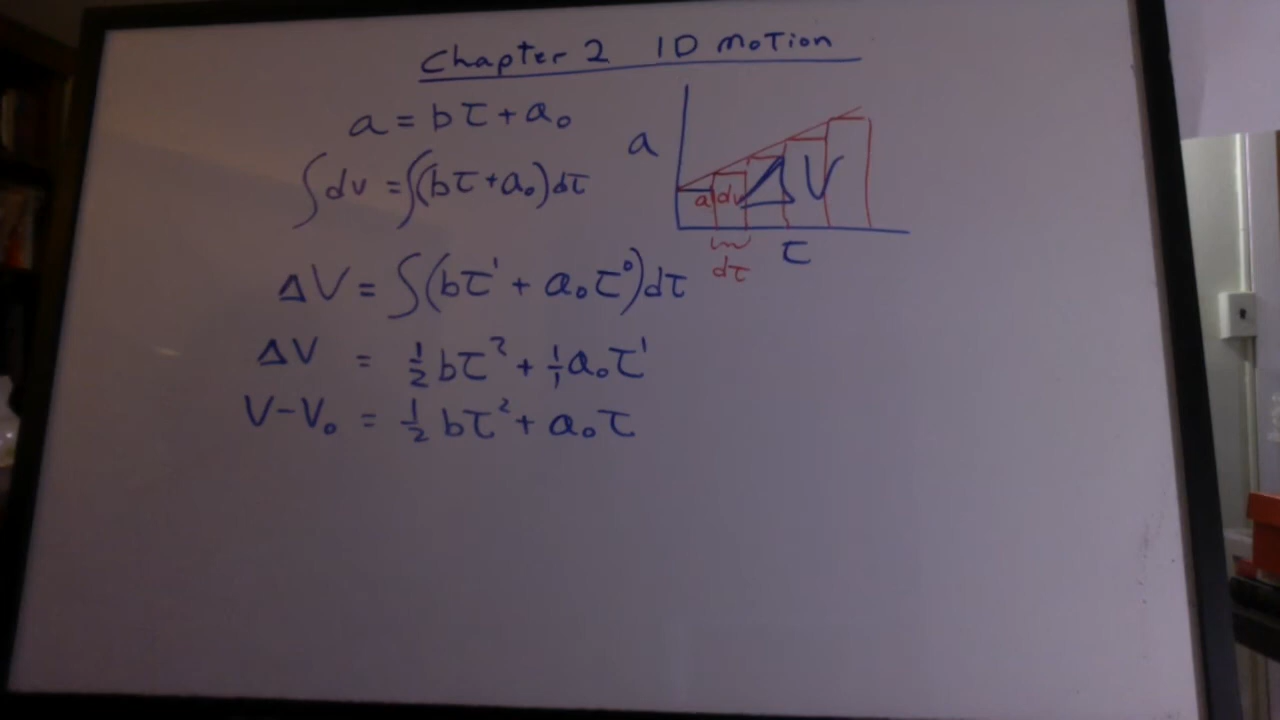 Chapter 2 1D Motion
a = bτ + a₀
∫dv = ∫(bτ + a₀)dτ
ΔV = ∫(bτ¹ + a₀τ⁰)dτ
ΔV = ½bτ² + ¹⁄₁a₀τ¹
V - V₀ = ½bτ² + a₀τ
a
a dv ΔV
dτ
τ